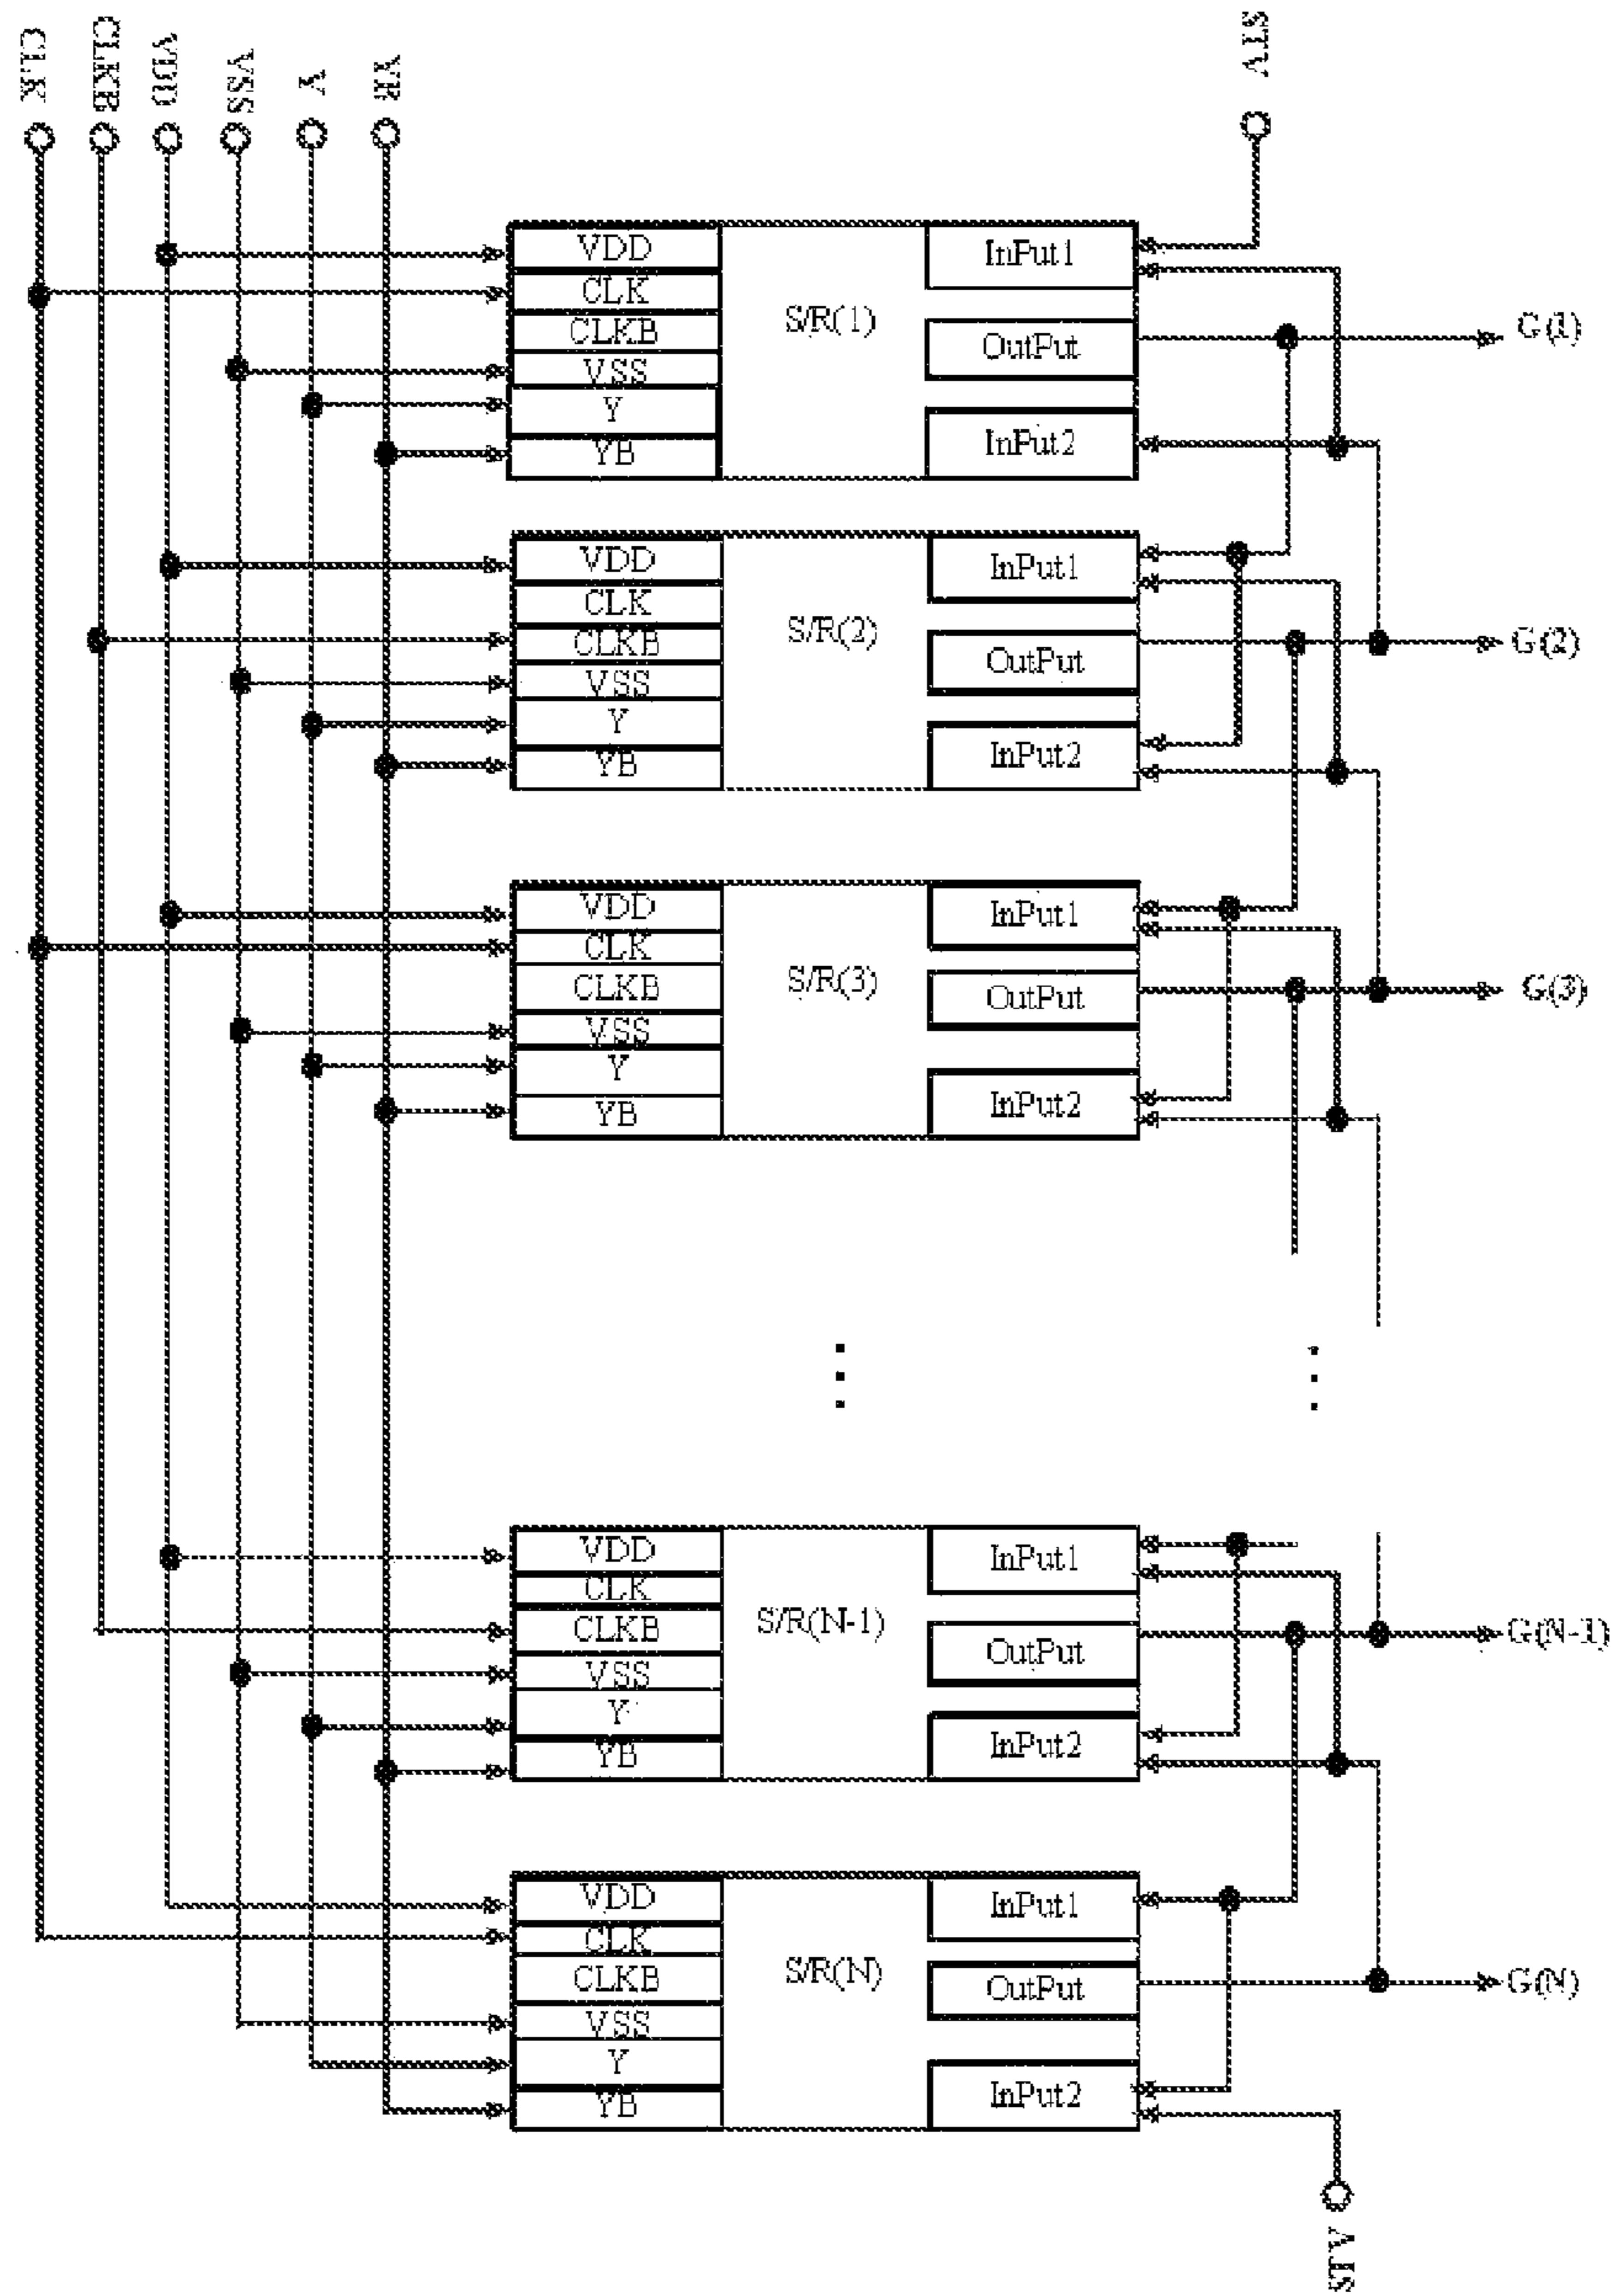 CLK
CLKB
VDD
VSS
Y
YB
STV
VDD
CLK
CLKB
VSS
Y
YB
S/R(1)
InPut1
OutPut
InPut2
G(1)
VDD
CLK
CLKB
VSS
Y
YB
S/R(2)
InPut1
OutPut
InPut2
G(2)
VDD
CLK
CLKB
VSS
Y
YB
S/R(3)
InPut1
OutPut
InPut2
G(3)
⋮
⋮
VDD
CLK
CLKB
VSS
Y
YB
S/R(N-1)
InPut1
OutPut
InPut2
G(N-1)
VDD
CLK
CLKB
VSS
Y
YB
S/R(N)
InPut1
OutPut
InPut2
G(N)
STV